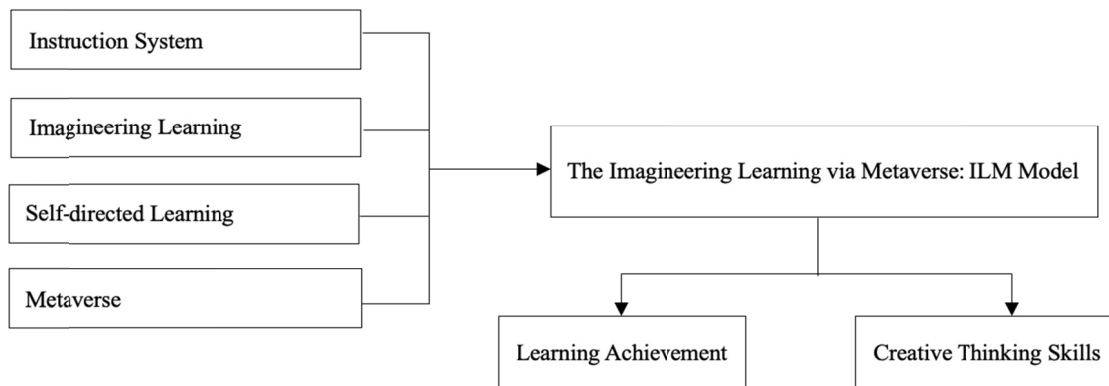 Instruction System
Imagineering Learning
Self-directed Learning
Metaverse
The Imagineering Learning via Metaverse: ILM Model
Learning Achievement
Creative Thinking Skills